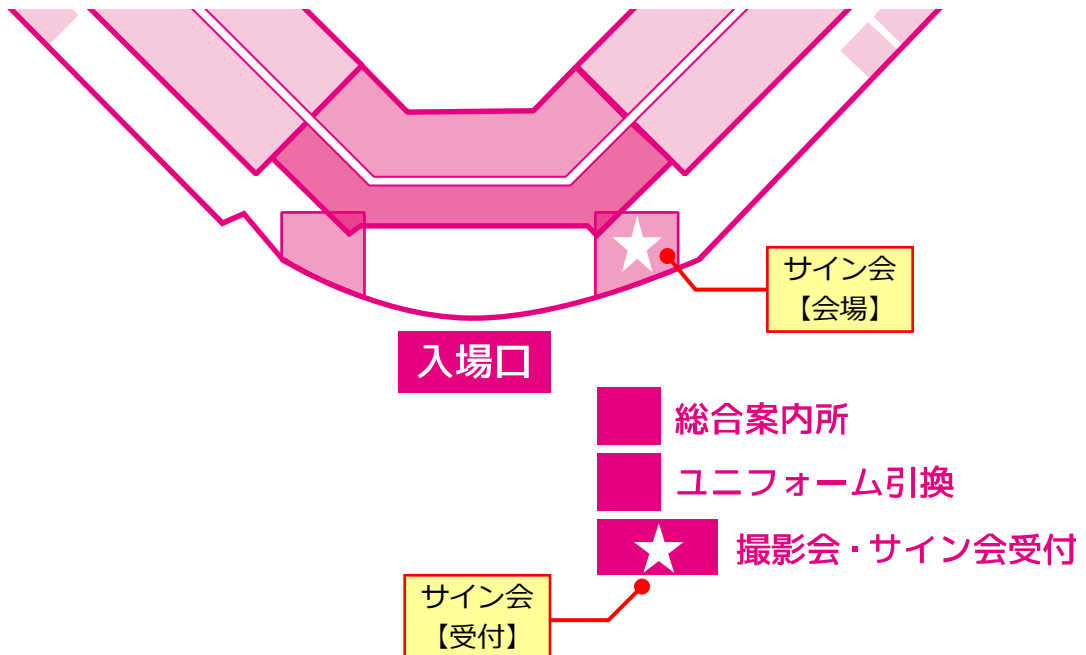 サイン会
【会場】
入場口
総合案内所
ユニフォーム引換
撮影会・サイン会受付
サイン会
【受付】